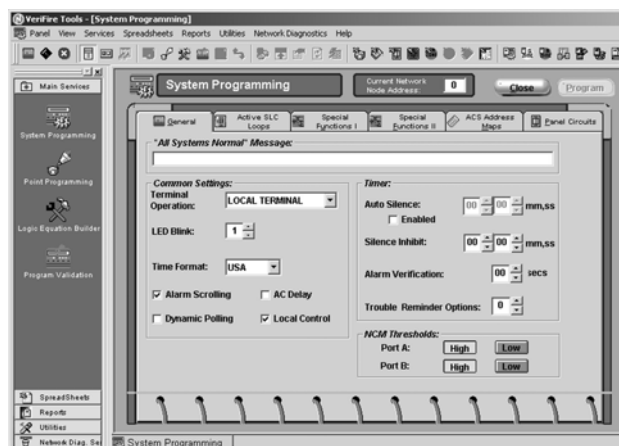 VeriFire Tools - [System Programming]
Panel View Services Spreadsheets Reports Utilities Network Diagnostics Help
Main Services
System Programming
Point Programming
Logic Equation Builder
Program Validation
SpreadSheets
Reports
Utilities
Network Diag. Se
System Programming
Current Network
Node Address:
0
Close
Program
General
Active SLC
Loops
Special
Functions I
Special
Functions II
ACS Address
Maps
Panel Circuits
"All Systems Normal" Message:
Common Settings:
Terminal
Operation:
LOCAL TERMINAL
LED Blink:
1
Time Format:
USA
Alarm Scrolling
AC Delay
Dynamic Polling
Local Control
Timer:
Auto Silence:
00 00 mm,ss
Enabled
Silence Inhibit:
00 00 mm,ss
Alarm Verification:
00 secs
Trouble Reminder Options:
0
NCM Thresholds:
Port A: High Low
Port B: High Low
System Programming